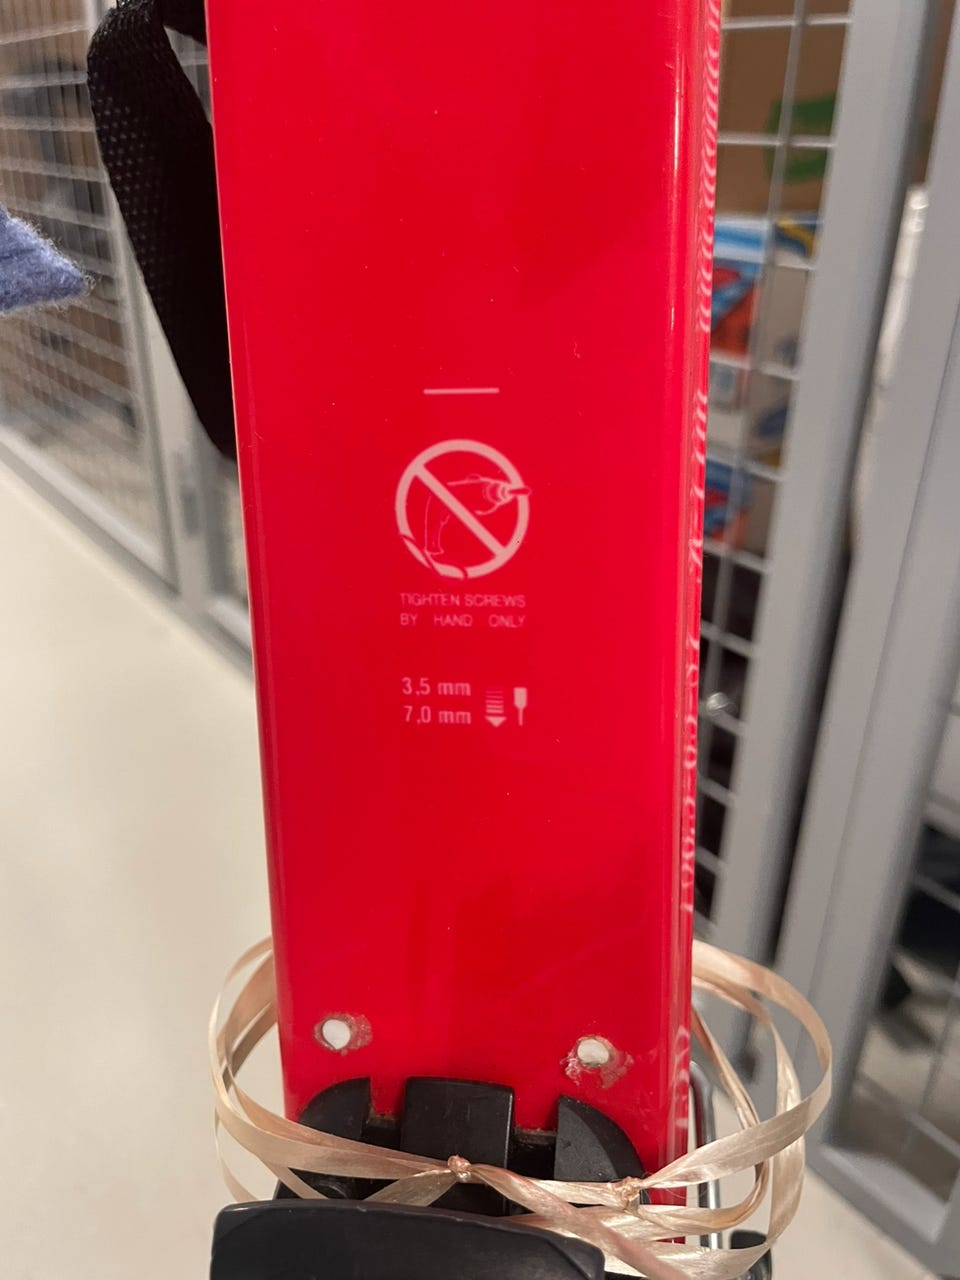 TIGHTEN SCREWS
BY HAND ONLY
3,5 mm
7,0 mm